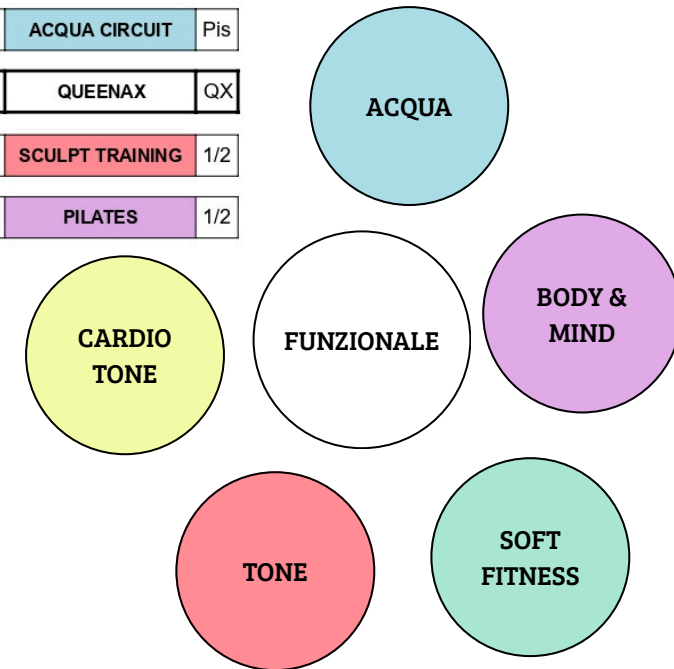 ACQUA CIRCUIT Pis
QUEENAX QX
SCULPT TRAINING 1/2
PILATES 1/2
ACQUA
BODY &
MIND
CARDIO
TONE
FUNZIONALE
TONE
SOFT
FITNESS